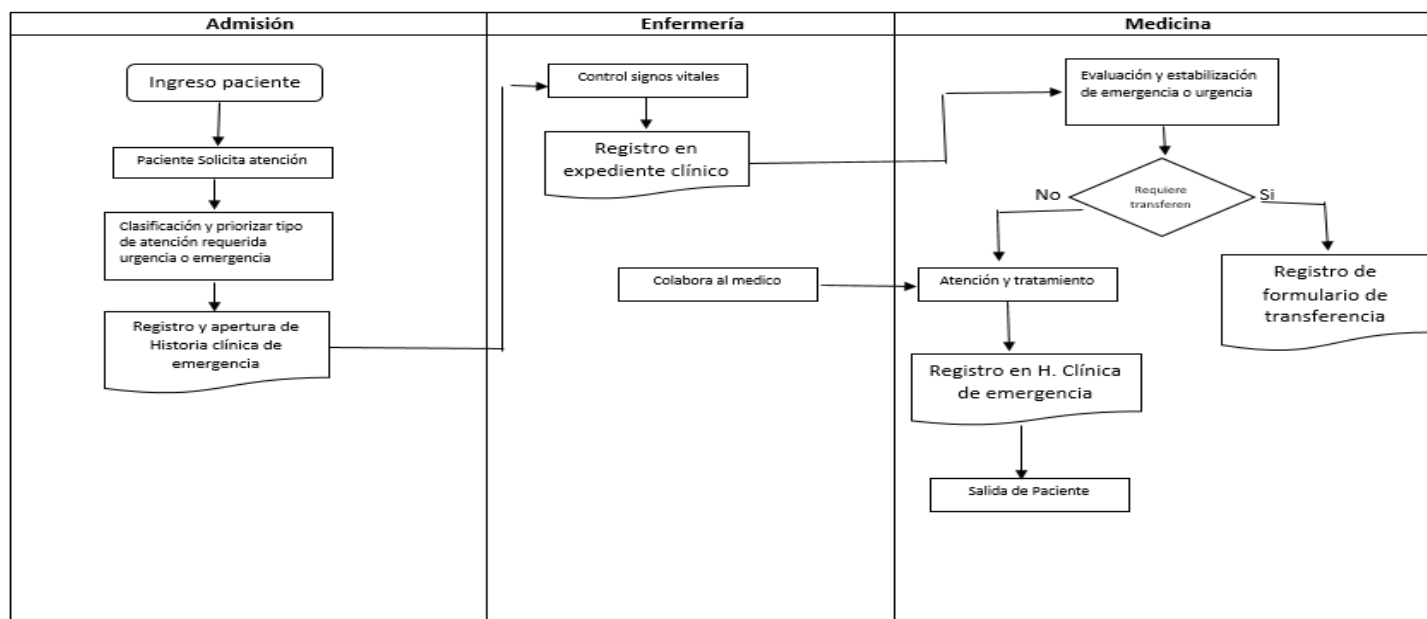 Admisión
Enfermería
Medicina
Ingreso paciente
Paciente Solicita atención
Clasificación y priorizar tipo
de atención requerida
urgencia o emergencia
Registro y apertura de
Historia clínica de
emergencia
Control signos vitales
Registro en
expediente clínico
Colabora al medico
Evaluación y estabilización
de emergencia o urgencia
Requiere
transferen
No
Si
Atención y tratamiento
Registro en H. Clínica
de emergencia
Salida de Paciente
Registro de
formulario de
transferencia